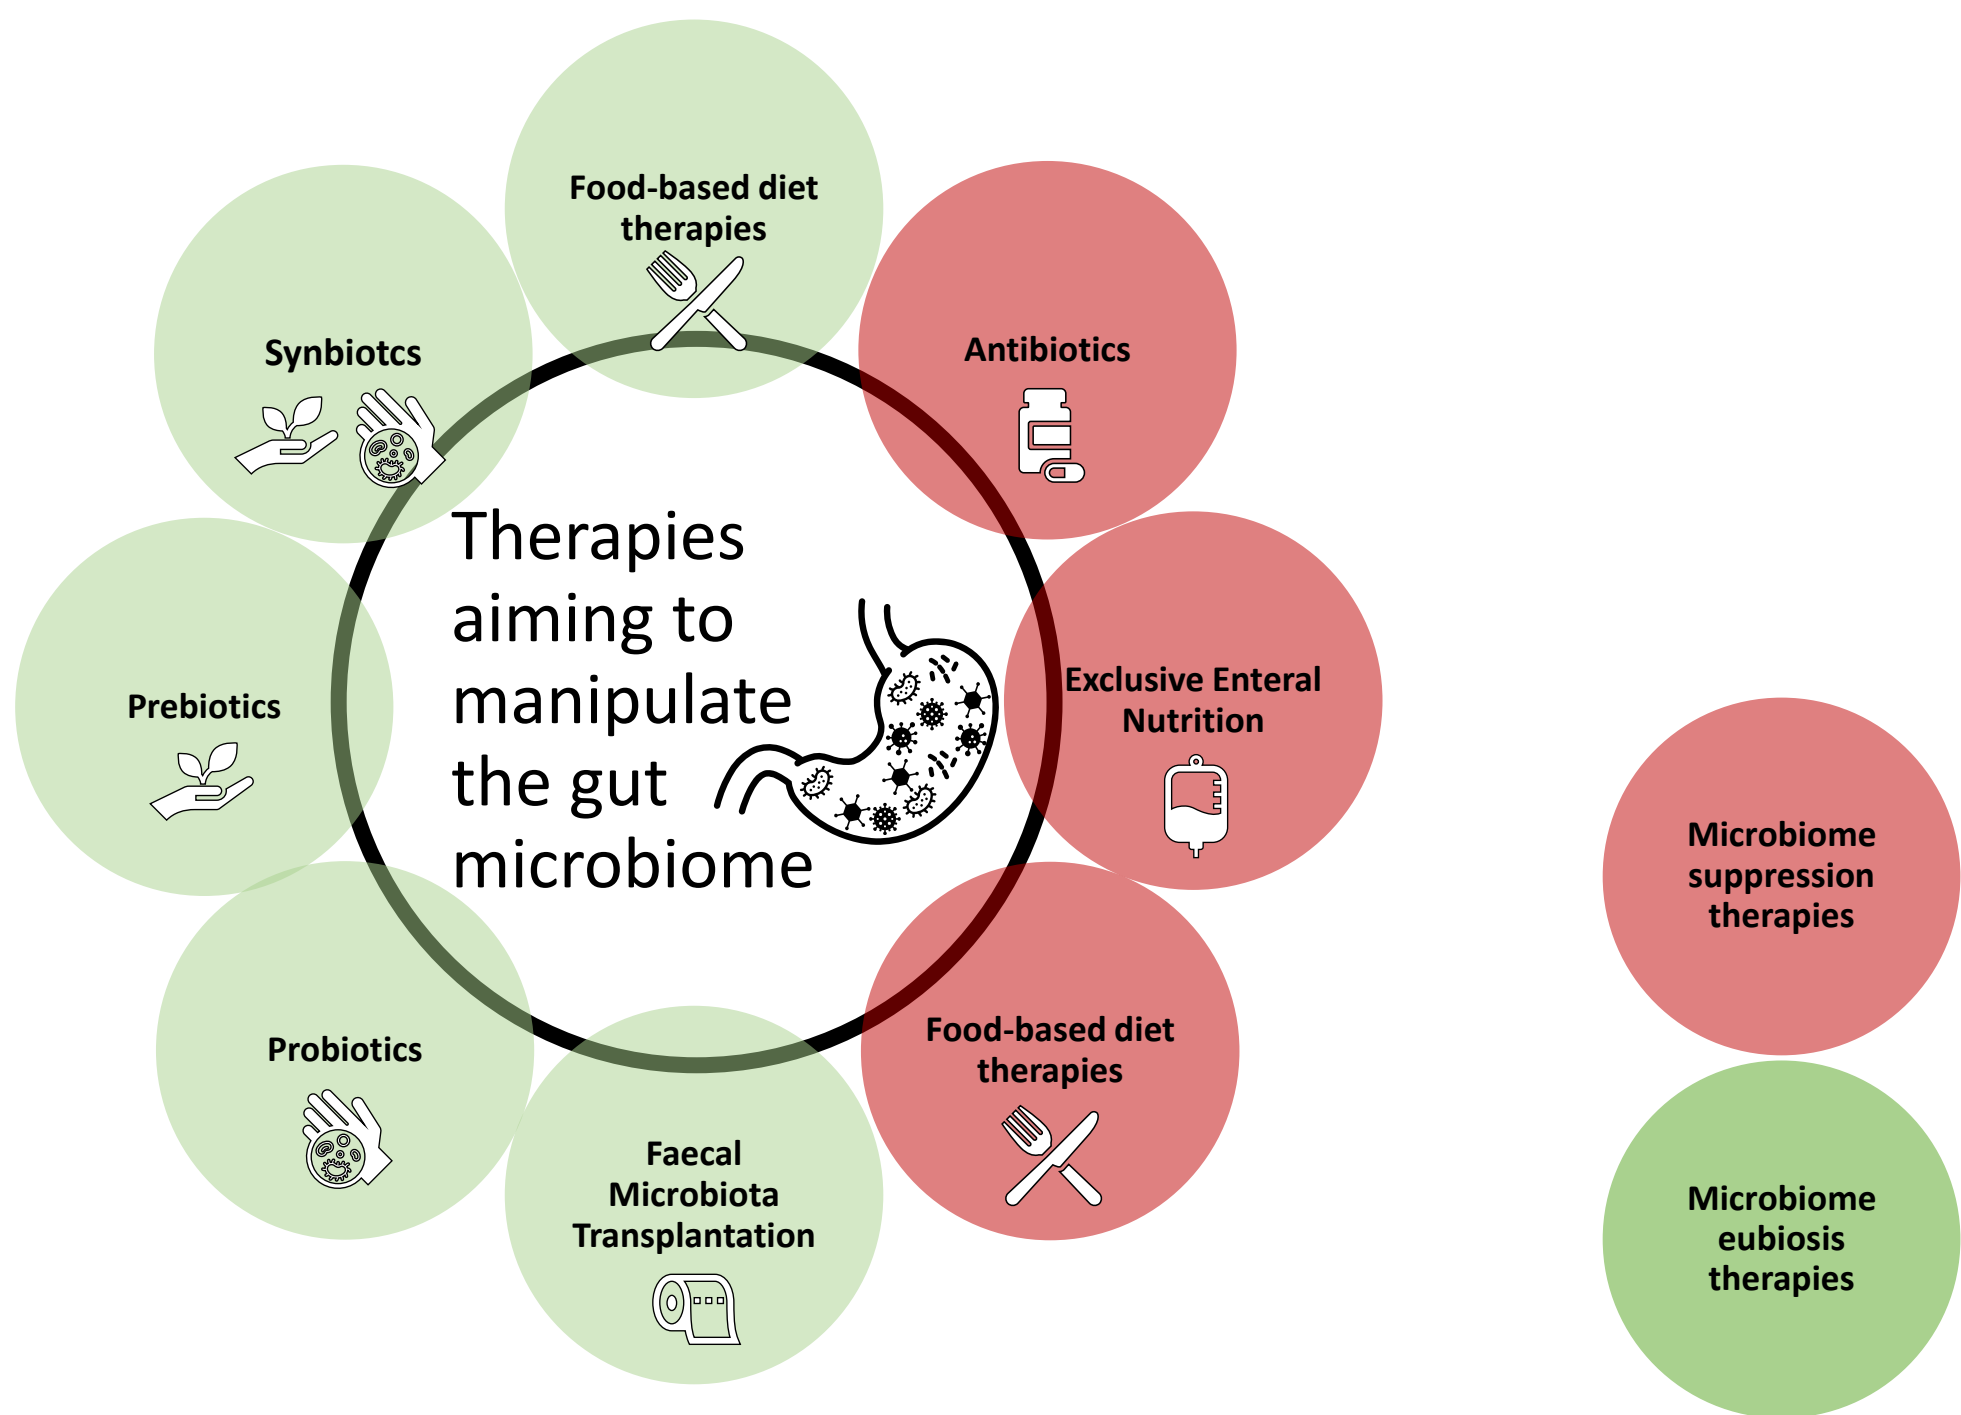 Food-based diet
therapies
Antibiotics
Exclusive Enteral
Nutrition
Food-based diet
therapies
Faecal
Microbiota
Transplantation
Probiotics
Prebiotics
Synbiotcs
Therapies
aiming to
manipulate
the gut
microbiome
Microbiome
suppression
therapies
Microbiome
eubiosis
therapies